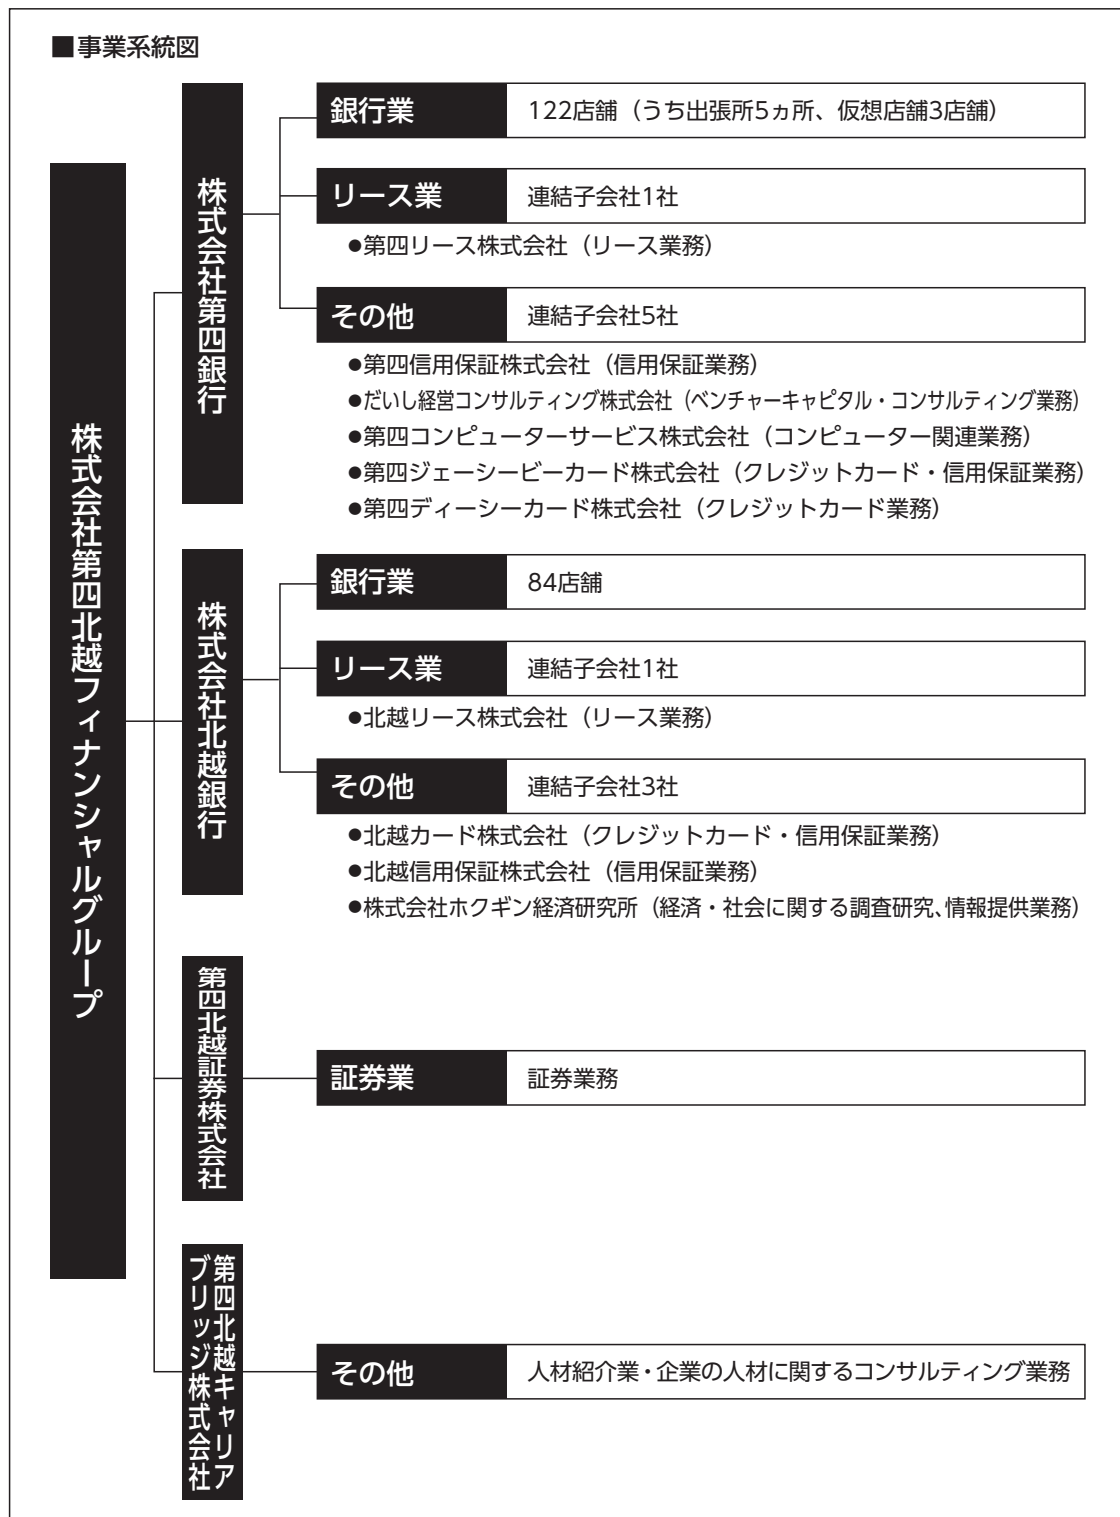 ■事業系統図
株式会社第四北越フィナンシャルグループ
株式会社第四銀行
銀行業 122店舗（うち出張所5ヵ所、仮想店舗3店舗）
リース業 連結子会社1社
●第四リース株式会社（リース業務）
その他 連結子会社5社
●第四信用保証株式会社（信用保証業務）
●だいし経営コンサルティング株式会社（ベンチャーキャピタル・コンサルティング業務）
●第四コンピューターサービス株式会社（コンピューター関連業務）
●第四ジェーシービーカード株式会社（クレジットカード・信用保証業務）
●第四ディーシーカード株式会社（クレジットカード業務）
株式会社北越銀行
銀行業 84店舗
リース業 連結子会社1社
●北越リース株式会社（リース業務）
その他 連結子会社3社
●北越カード株式会社（クレジットカード・信用保証業務）
●北越信用保証株式会社（信用保証業務）
●株式会社ホクギン経済研究所（経済・社会に関する調査研究、情報提供業務）
第四北越証券株式会社
証券業 証券業務
第四北越キャリア
ブリッジ株式会社
その他 人材紹介業・企業の人材に関するコンサルティング業務